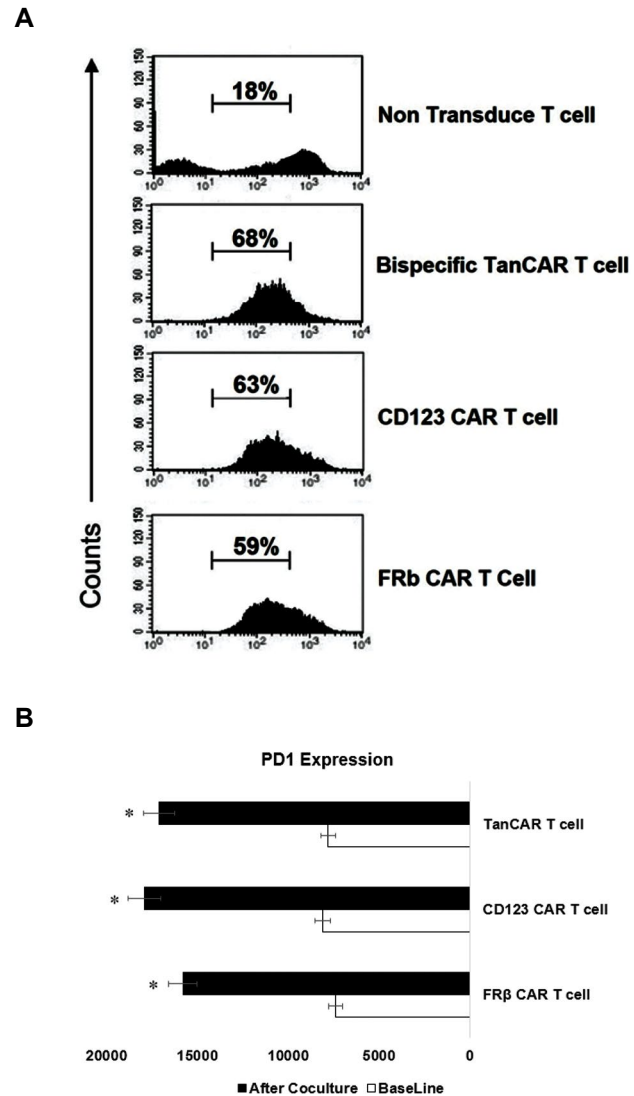 A
150
120
90
60
30
0
18%
10⁰ 10¹ 10² 10³ 10⁴
Non Transduce T cell
150
120
90
60
30
0
68%
10⁰ 10¹ 10² 10³ 10⁴
Bispecific TanCAR T cell
150
120
90
60
30
0
63%
10⁰ 10¹ 10² 10³ 10⁴
CD123 CAR T cell
150
120
90
60
30
0
59%
10⁰ 10¹ 10² 10³ 10⁴
FRb CAR T Cell
Counts
B
PD1 Expression
*
TanCAR T cell
*
CD123 CAR T cell
*
FRβ CAR T cell
20000 15000 10000 5000 0
After Coculture BaseLine